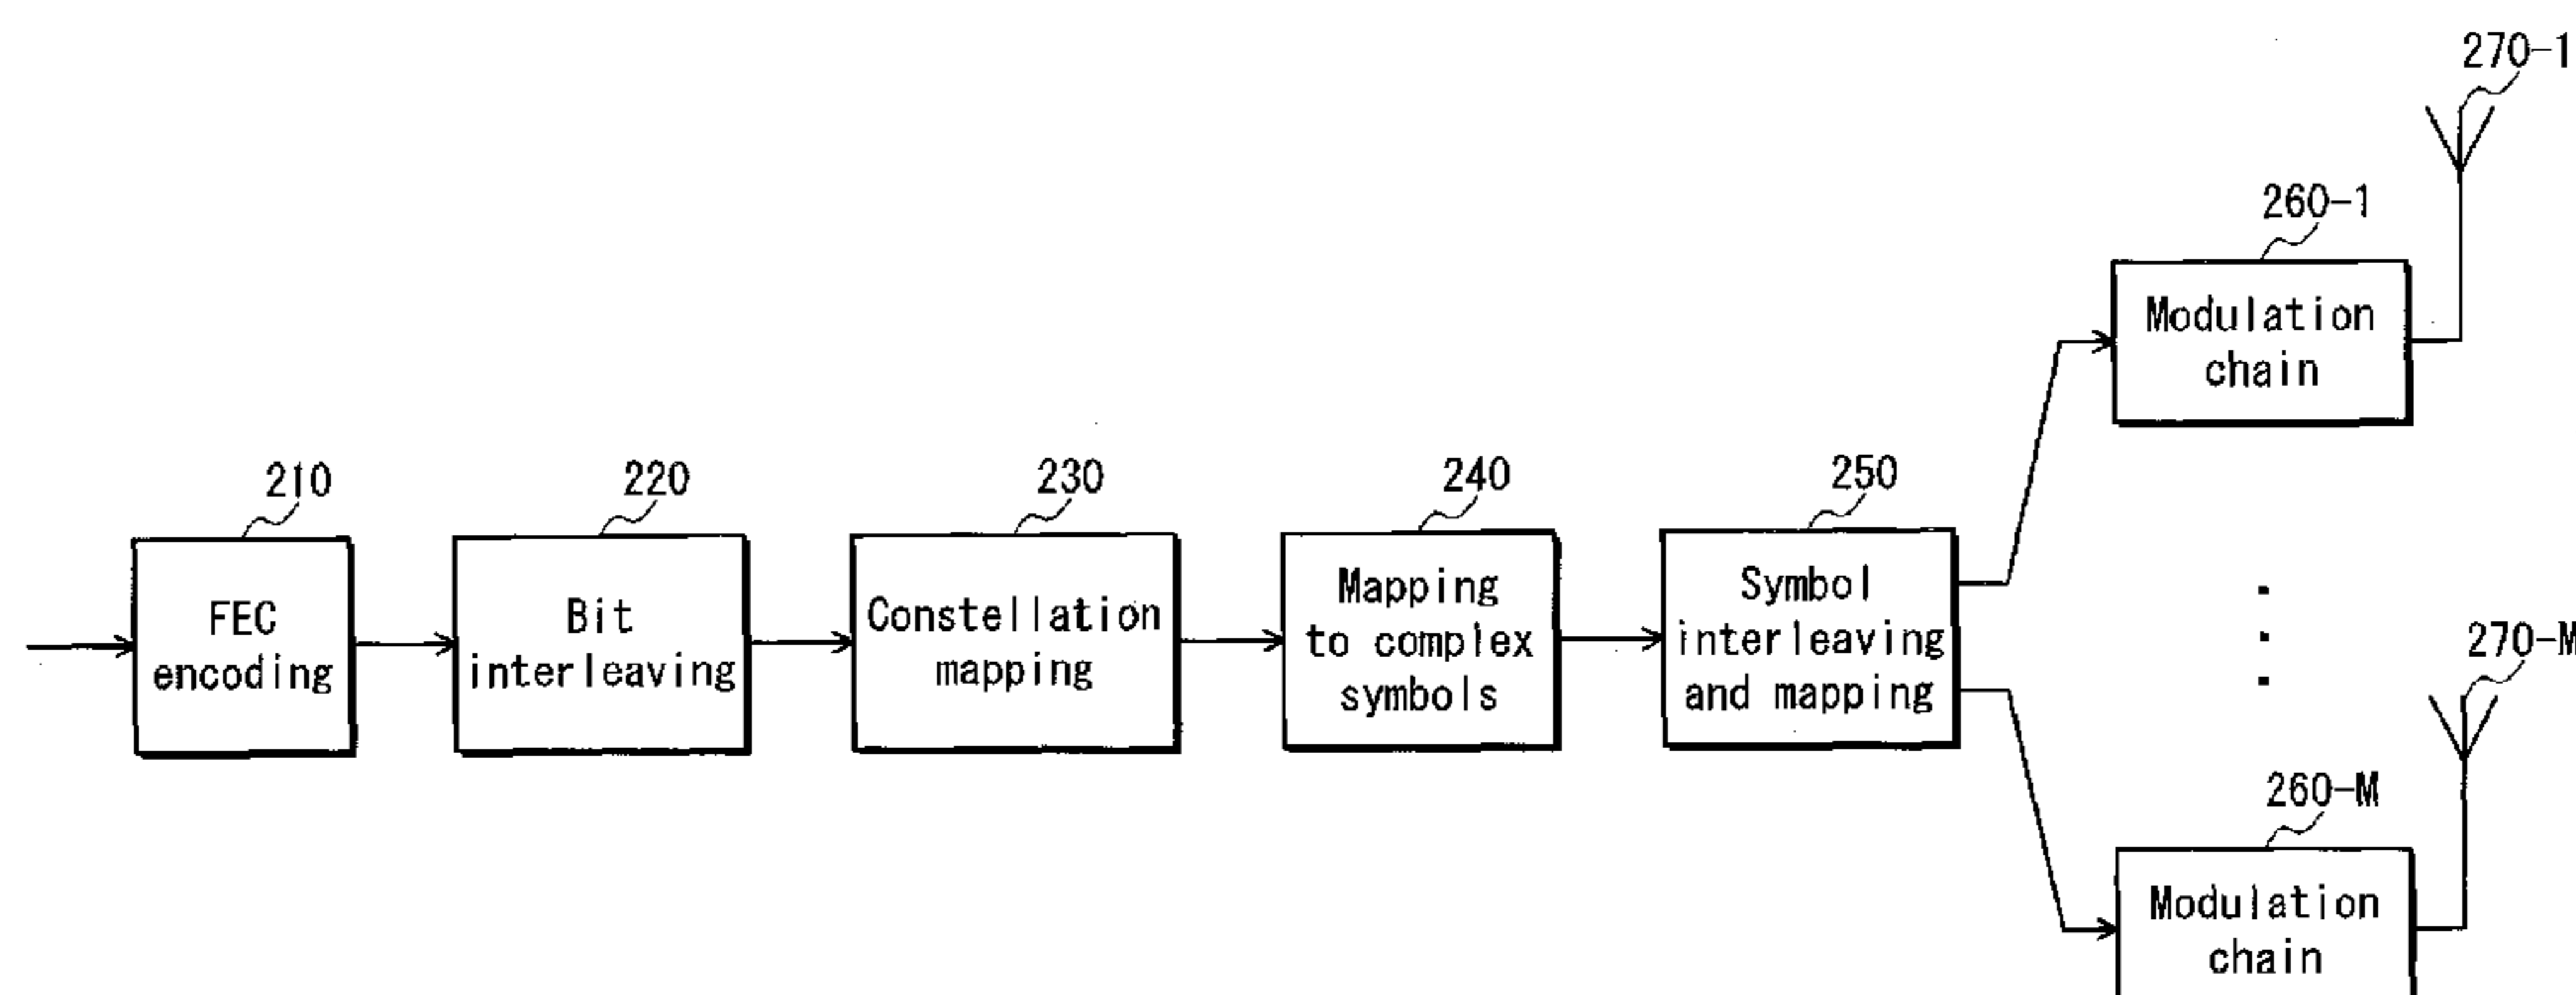 270-1
260-1
Modulation
chain
210
220
230
240
250
FEC
encoding
Bit
interleaving
Constellation
mapping
Mapping
to complex
symbols
Symbol
interleaving
and mapping
270-M
260-M
Modulation
chain